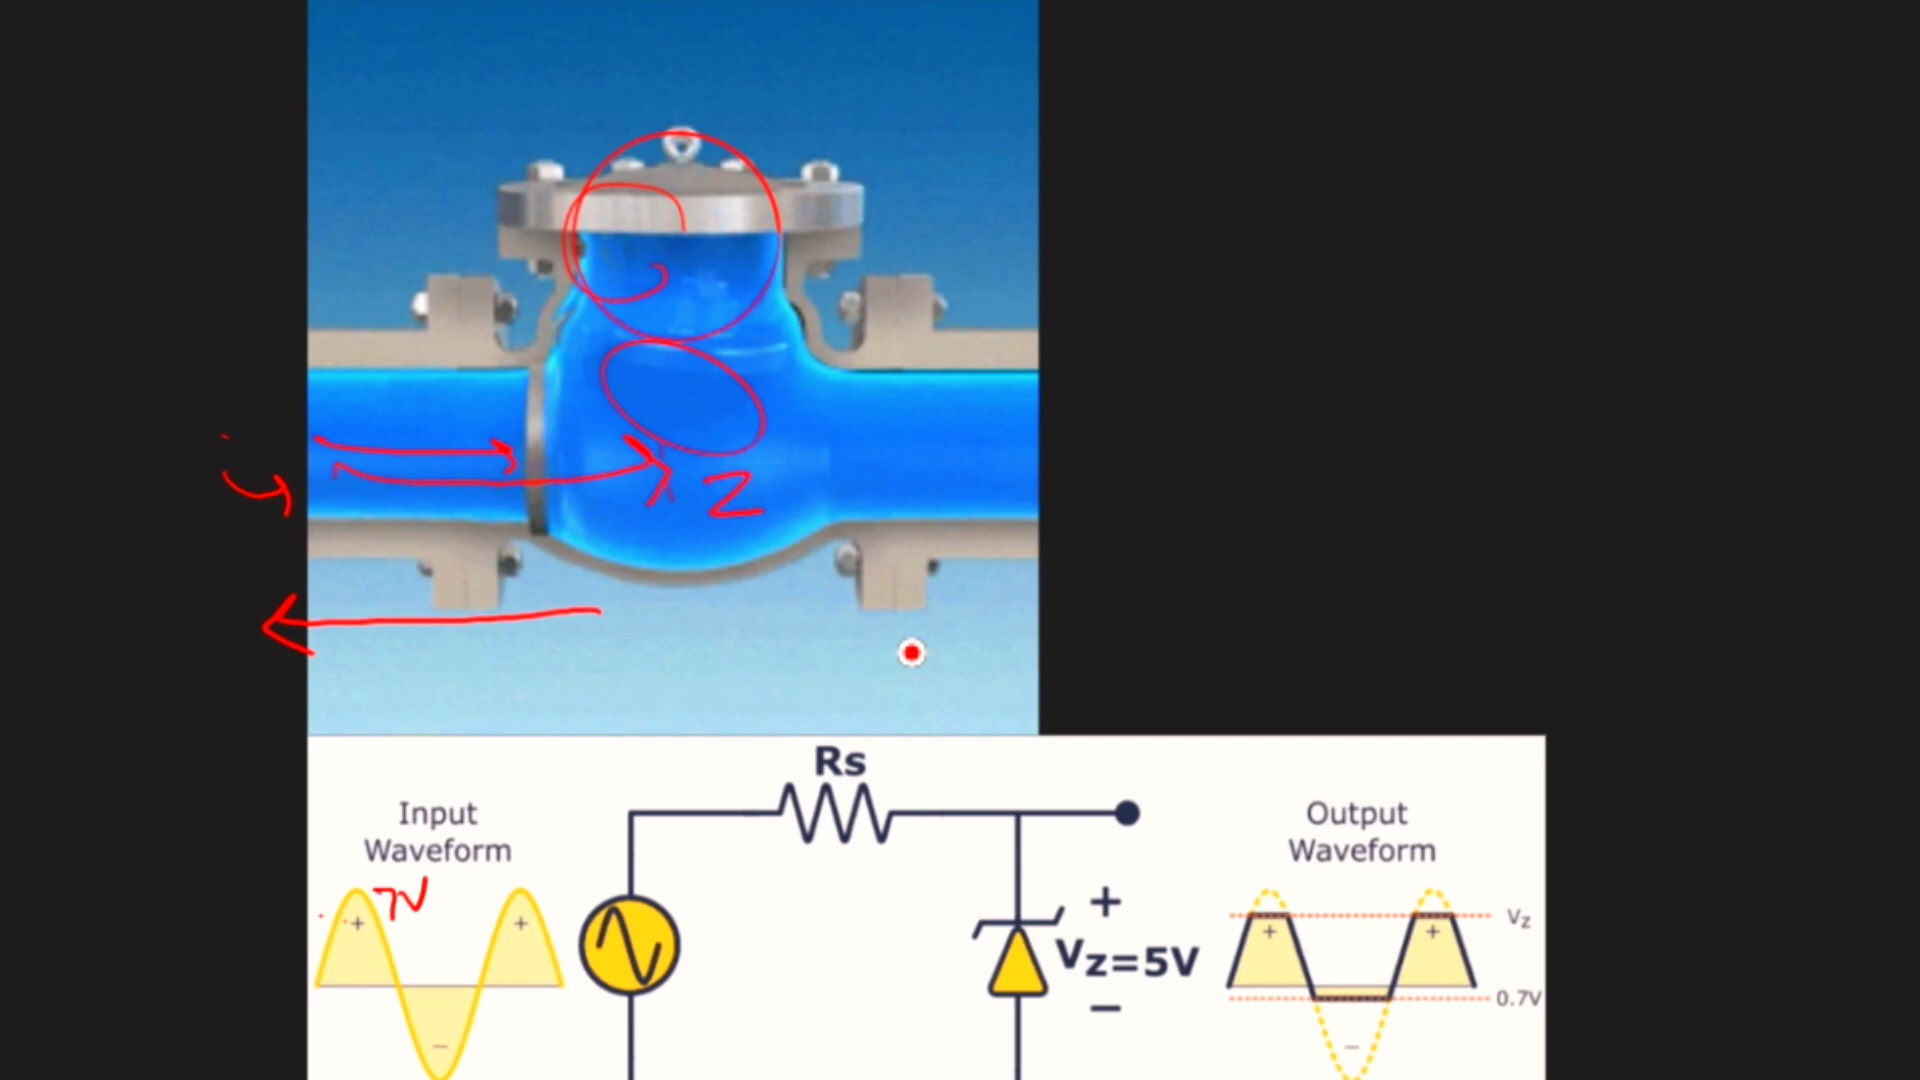 Z
Rs
Input
Waveform
7V
+
+
−
+
Vz=5V
−
Output
Waveform
Vz
+
+
0.7V
−